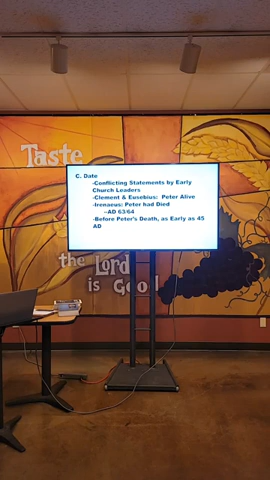 Taste
C. Date
-Conflicting Statements by Early
Church Leaders
-Clement & Eusebius: Peter Alive
-Irenaeus: Peter had Died
--AD 63/64
-Before Peter's Death, as Early as 45
AD
the Lord
is Good